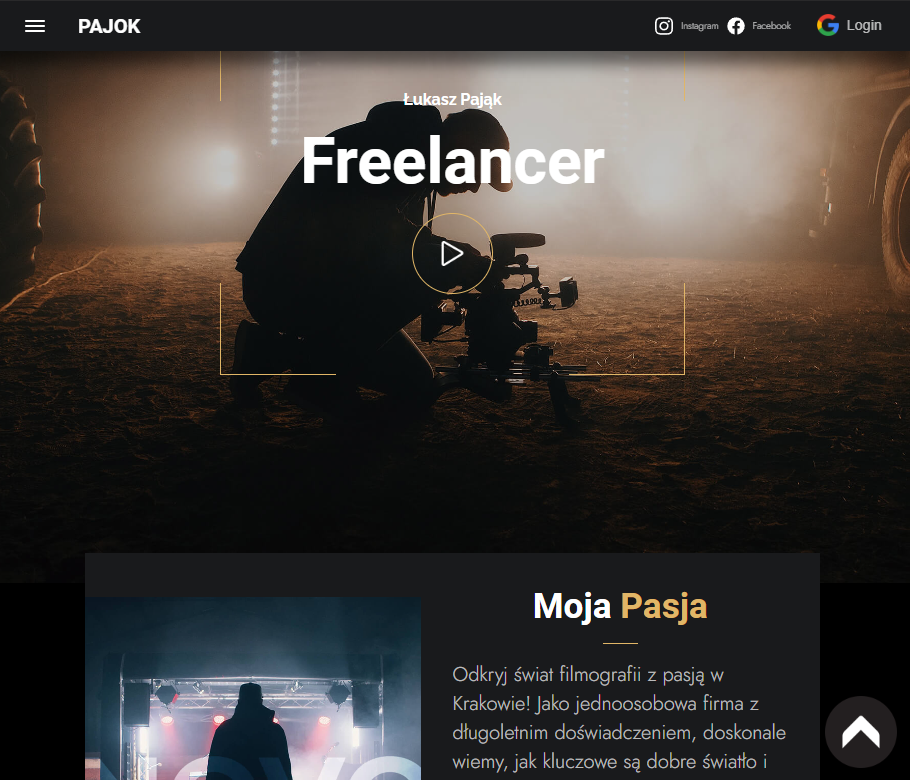 PAJOK
Instagram
Facebook
Login
Łukasz Pająk
Freelancer
Moja Pasja
Odkryj świat filmografii z pasją w
Krakowie! Jako jednoosobowa firma z
długoletnim doświadczeniem, doskonale
wiemy, jak kluczowe są dobre światło i